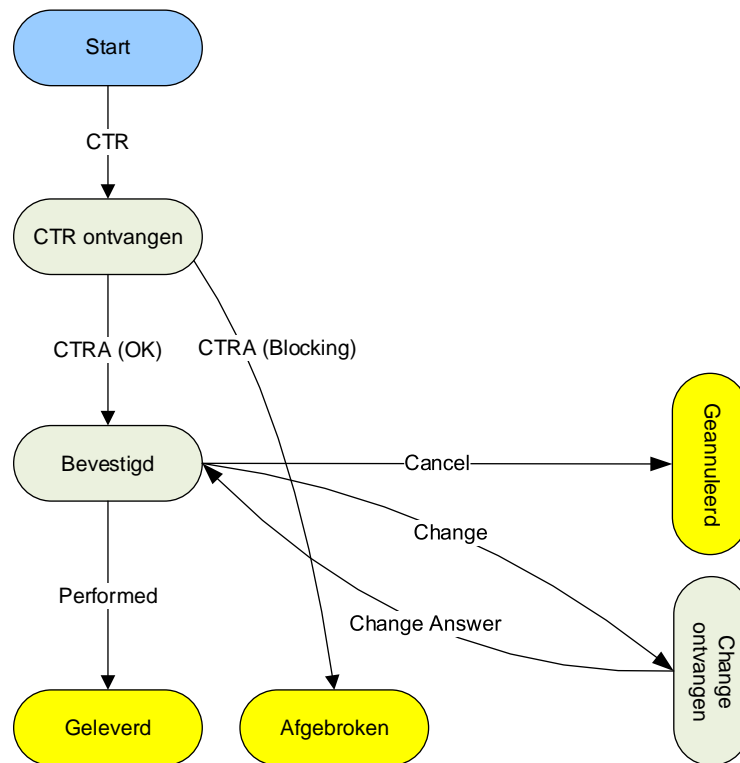 Start
CTR
CTR ontvangen
CTRA (OK)
CTRA (Blocking)
Bevestigd
Cancel
Geannuleerd
Change
Performed
Change Answer
Change
ontvangen
Geleverd
Afgebroken